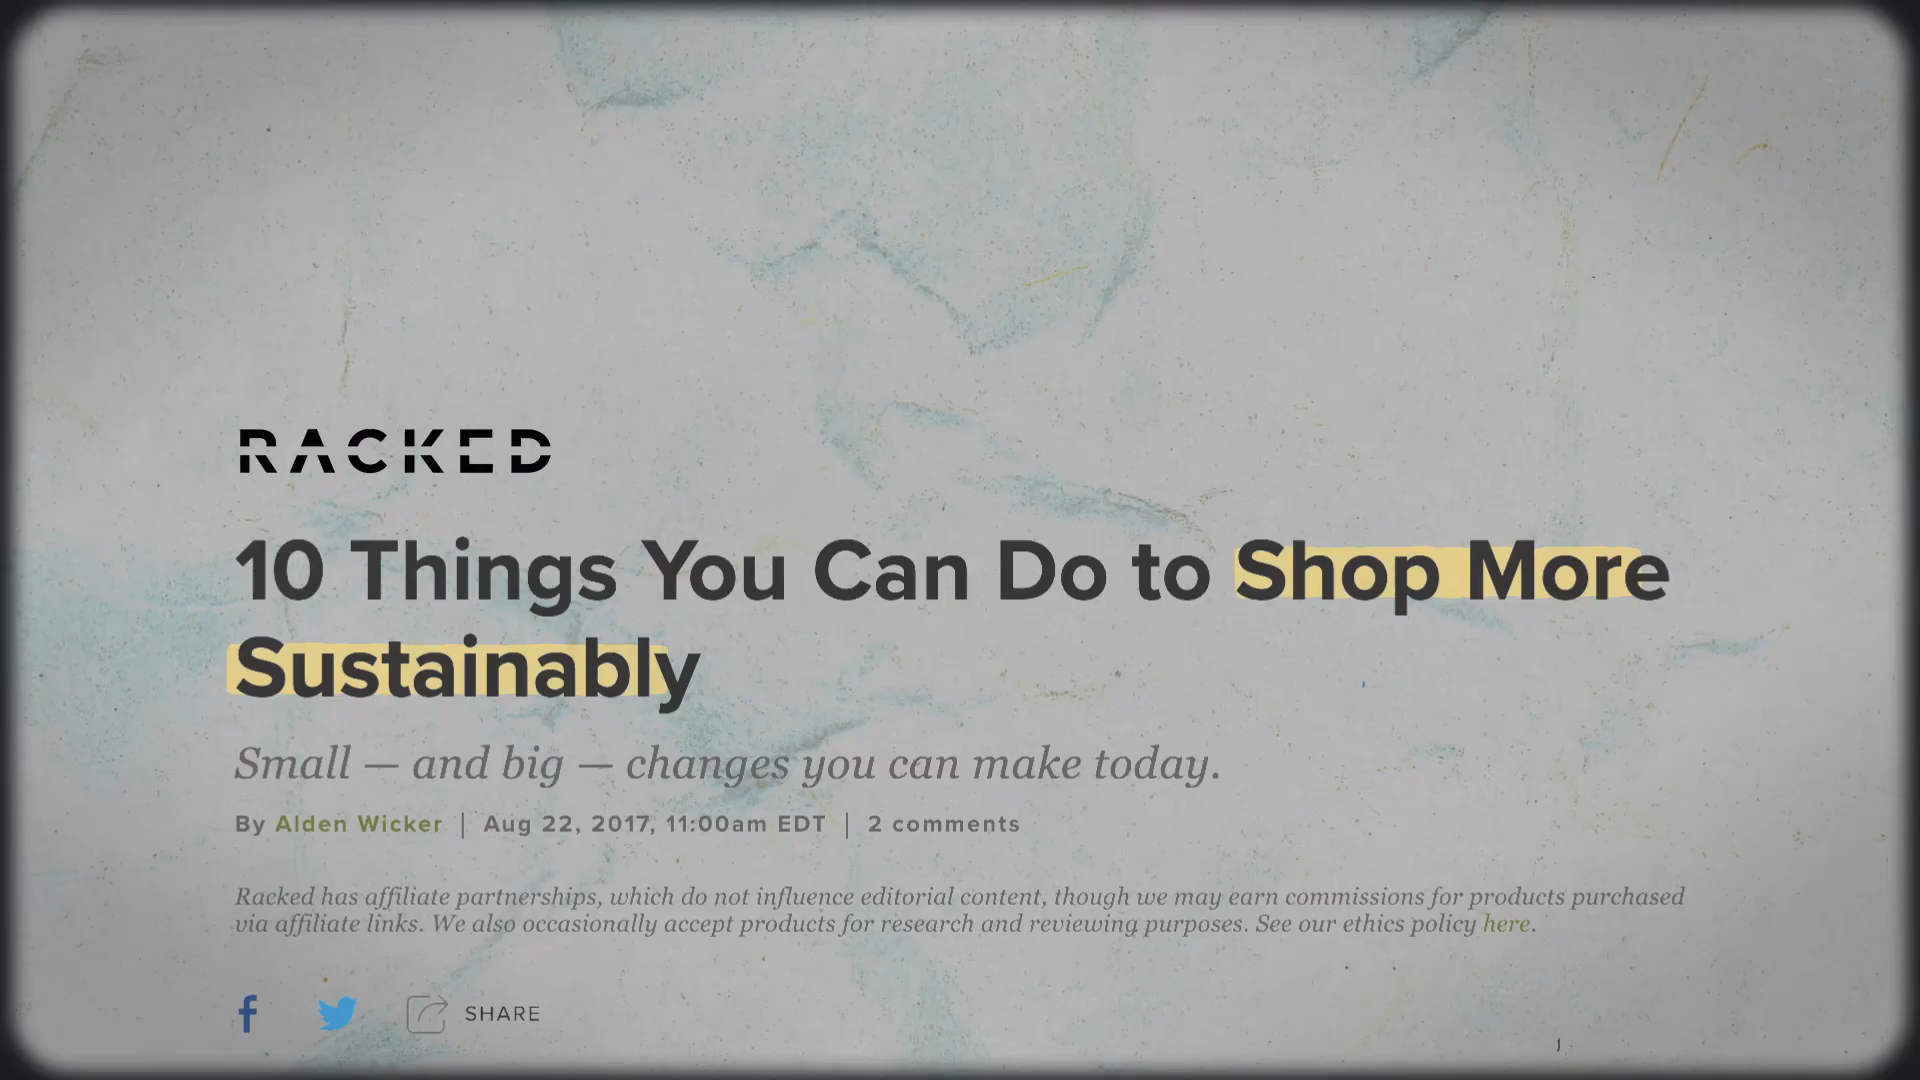 RACKED
10 Things You Can Do to Shop More
Sustainably
Small — and big — changes you can make today.
By Alden Wicker | Aug 22, 2017, 11:00am EDT | 2 comments
Racked has affiliate partnerships, which do not influence editorial content, though we may earn commissions for products purchased
via affiliate links. We also occasionally accept products for research and reviewing purposes. See our ethics policy here.
SHARE